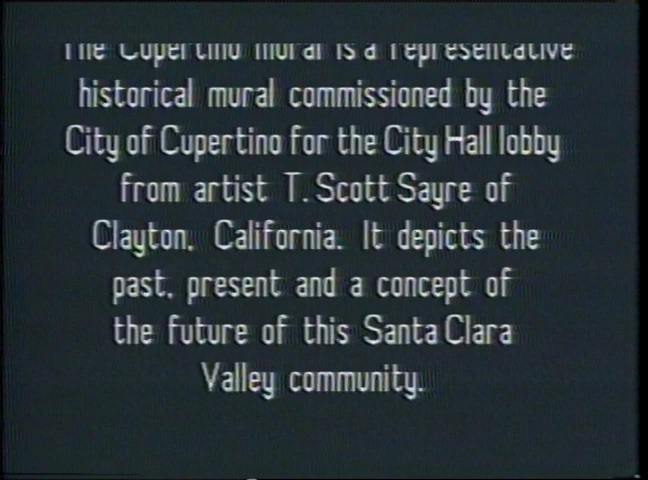 The Cupertino mural is a representative
historical mural commissioned by the
City of Cupertino for the City Hall lobby
from artist T. Scott Sayre of
Clayton, California. It depicts the
past, present and a concept of
the future of this Santa Clara
Valley community.